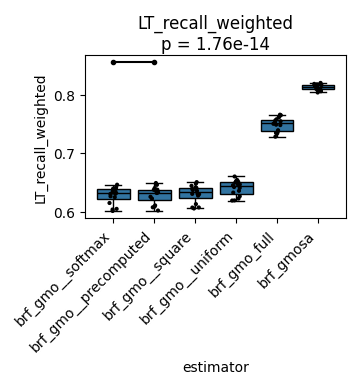 LT_recall_weighted
p = 1.76e-14
LT_recall_weighted
0.8
0.7
0.6
brf_gmo__softmax
brf_gmo__precomputed
brf_gmo__square
brf_gmo__uniform
brf_gmo_full
brf_gmosa
estimator